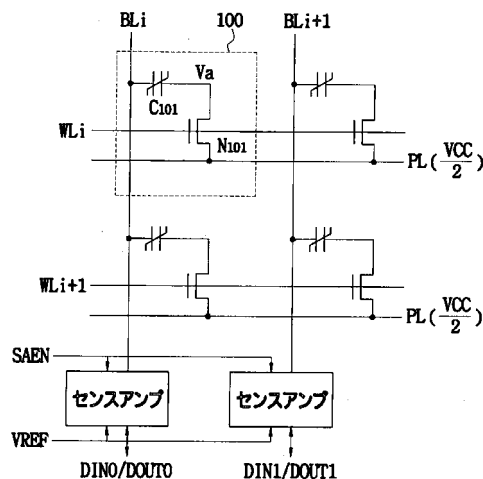 BLi 100 BLi+1
Va
C101
WLi
N101
PL(VCC/2)
WLi+1
PL(VCC/2)
SAEN
センスアンプ センスアンプ
VREF
DIN0/DOUT0 DIN1/DOUT1